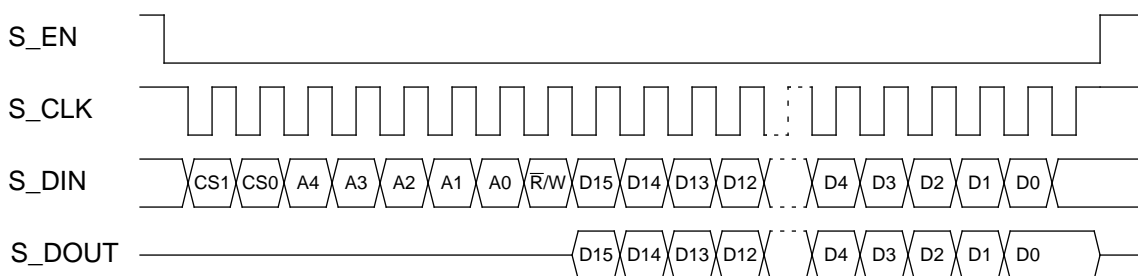 S_EN
S_CLK
S_DIN CS1 CS0 A4 A3 A2 A1 A0 R̅/W D15 D14 D13 D12 D4 D3 D2 D1 D0
S_DOUT D15 D14 D13 D12 D4 D3 D2 D1 D0